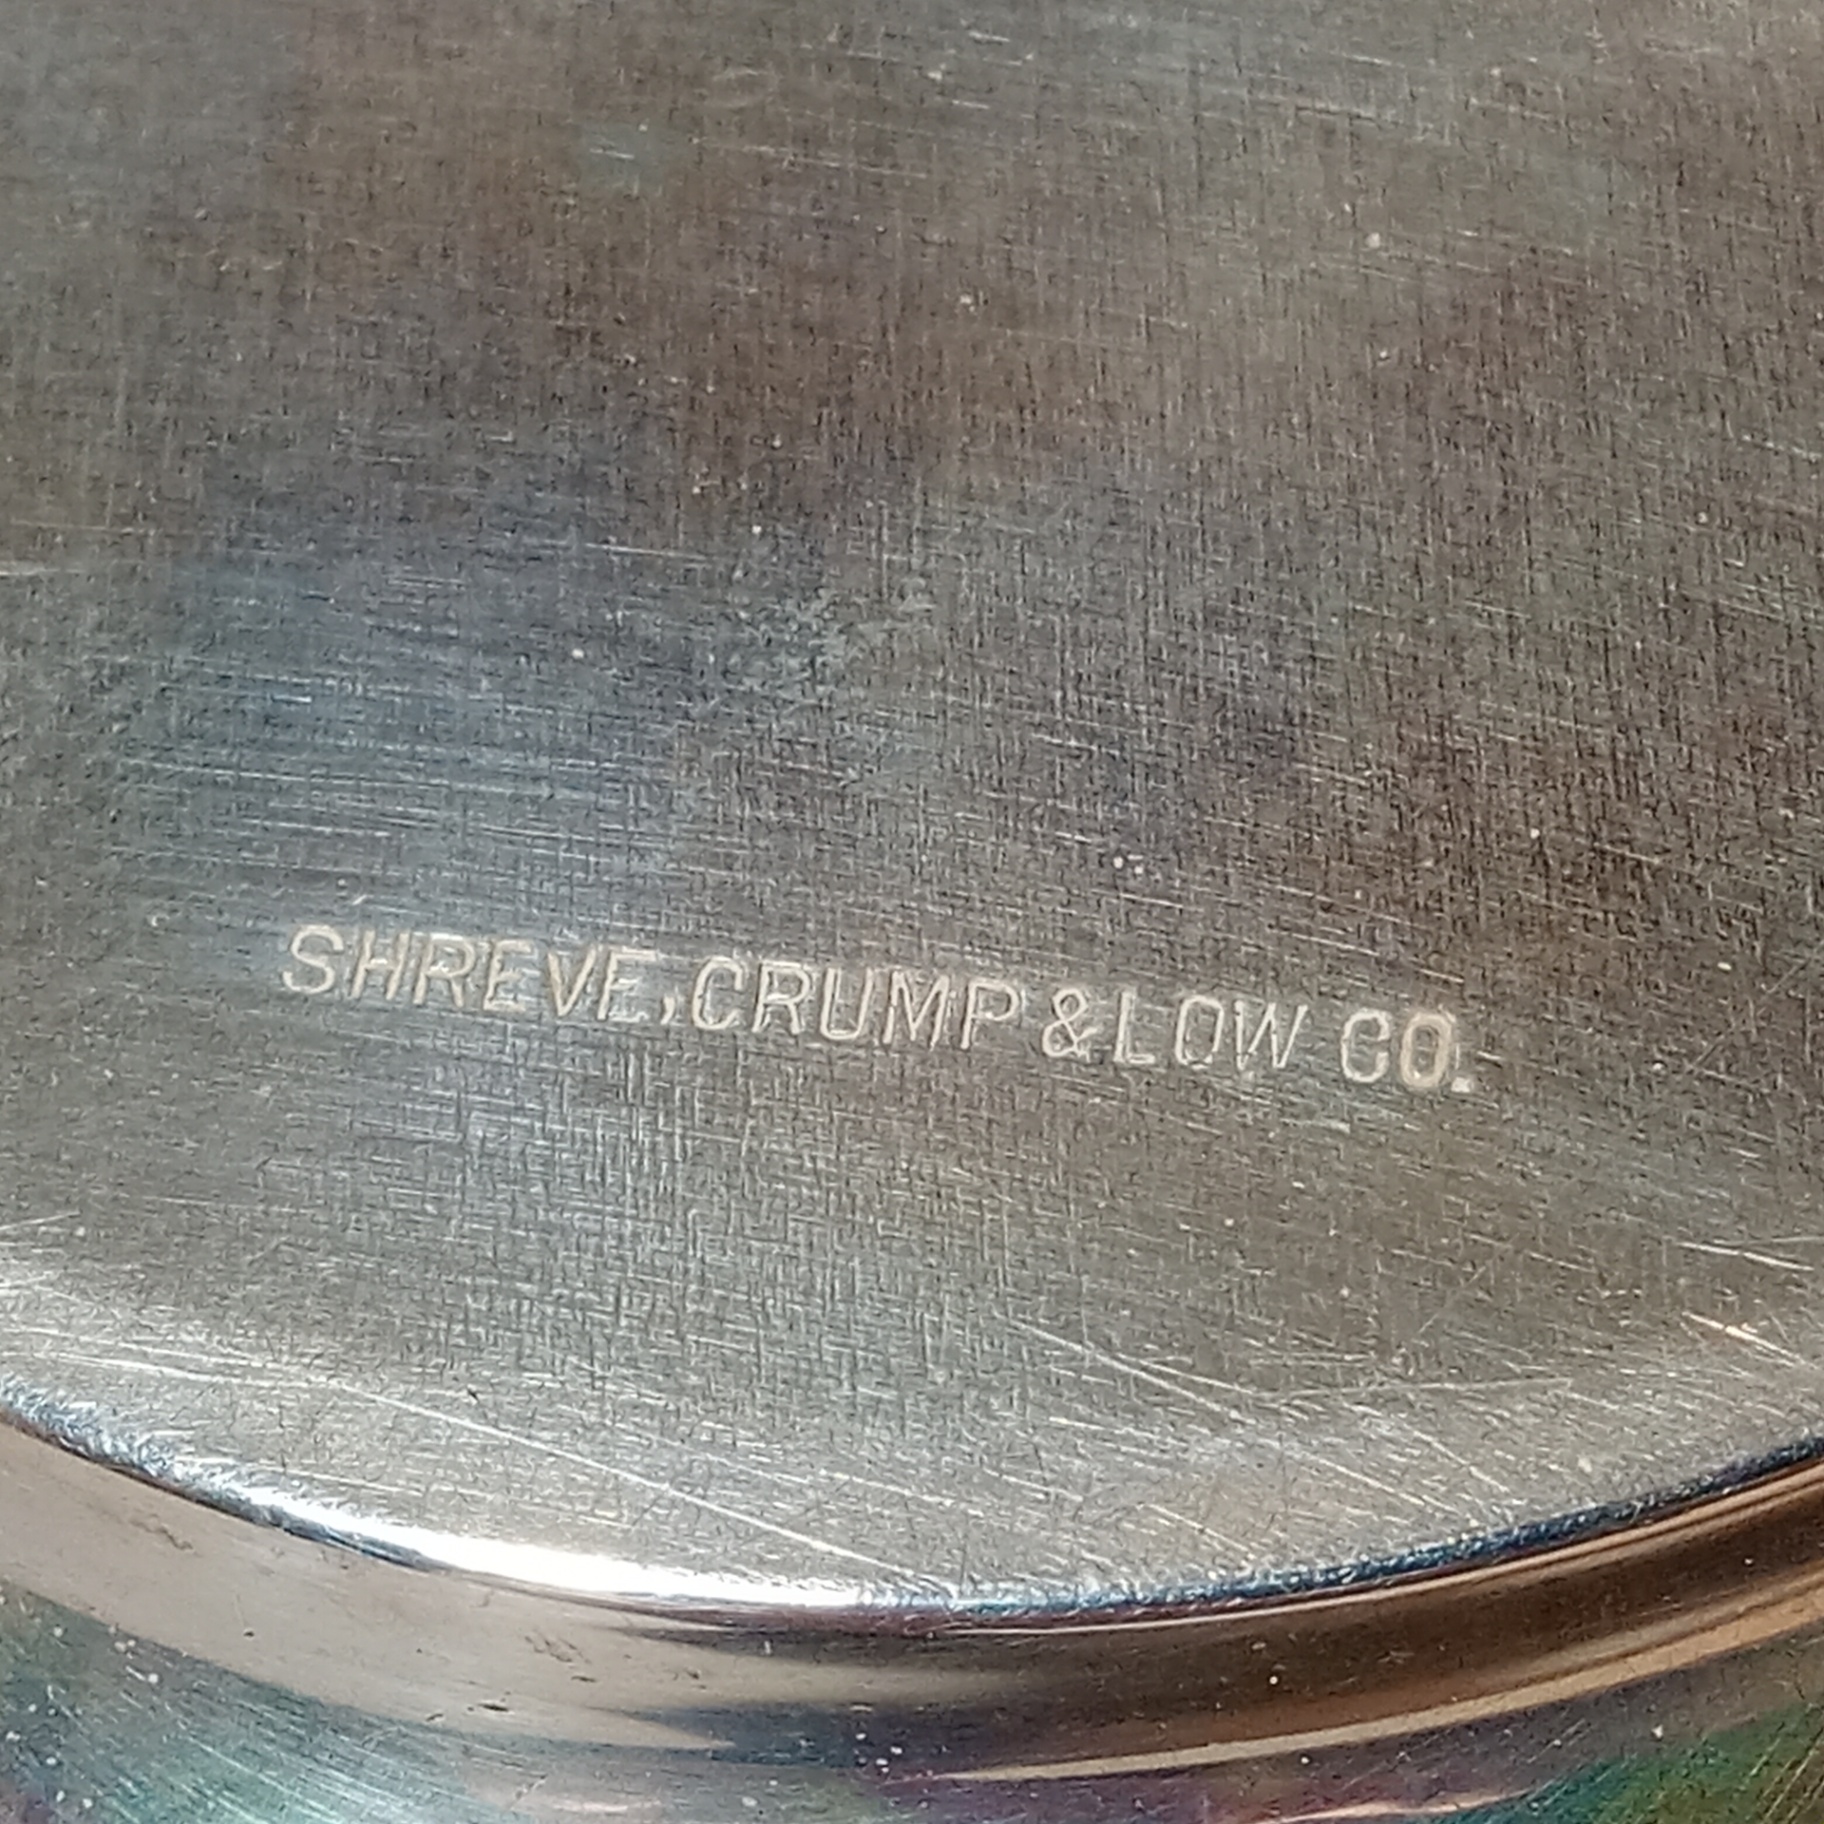 SHREVE, CRUMP & LOW CO.